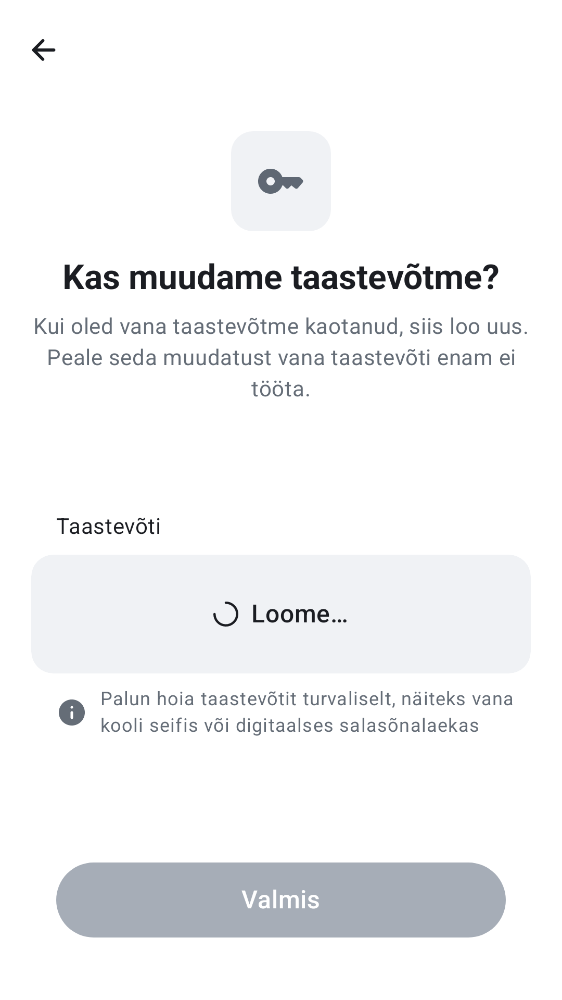 Kas muudame taastevõtme?
Kui oled vana taastevõtme kaotanud, siis loo uus.
Peale seda muudatust vana taastevõti enam ei
tööta.
Taastevõti
Loome...
Palun hoia taastevõtit turvaliselt, näiteks vana
kooli seifis või digitaalses salasõnalaekas
Valmis